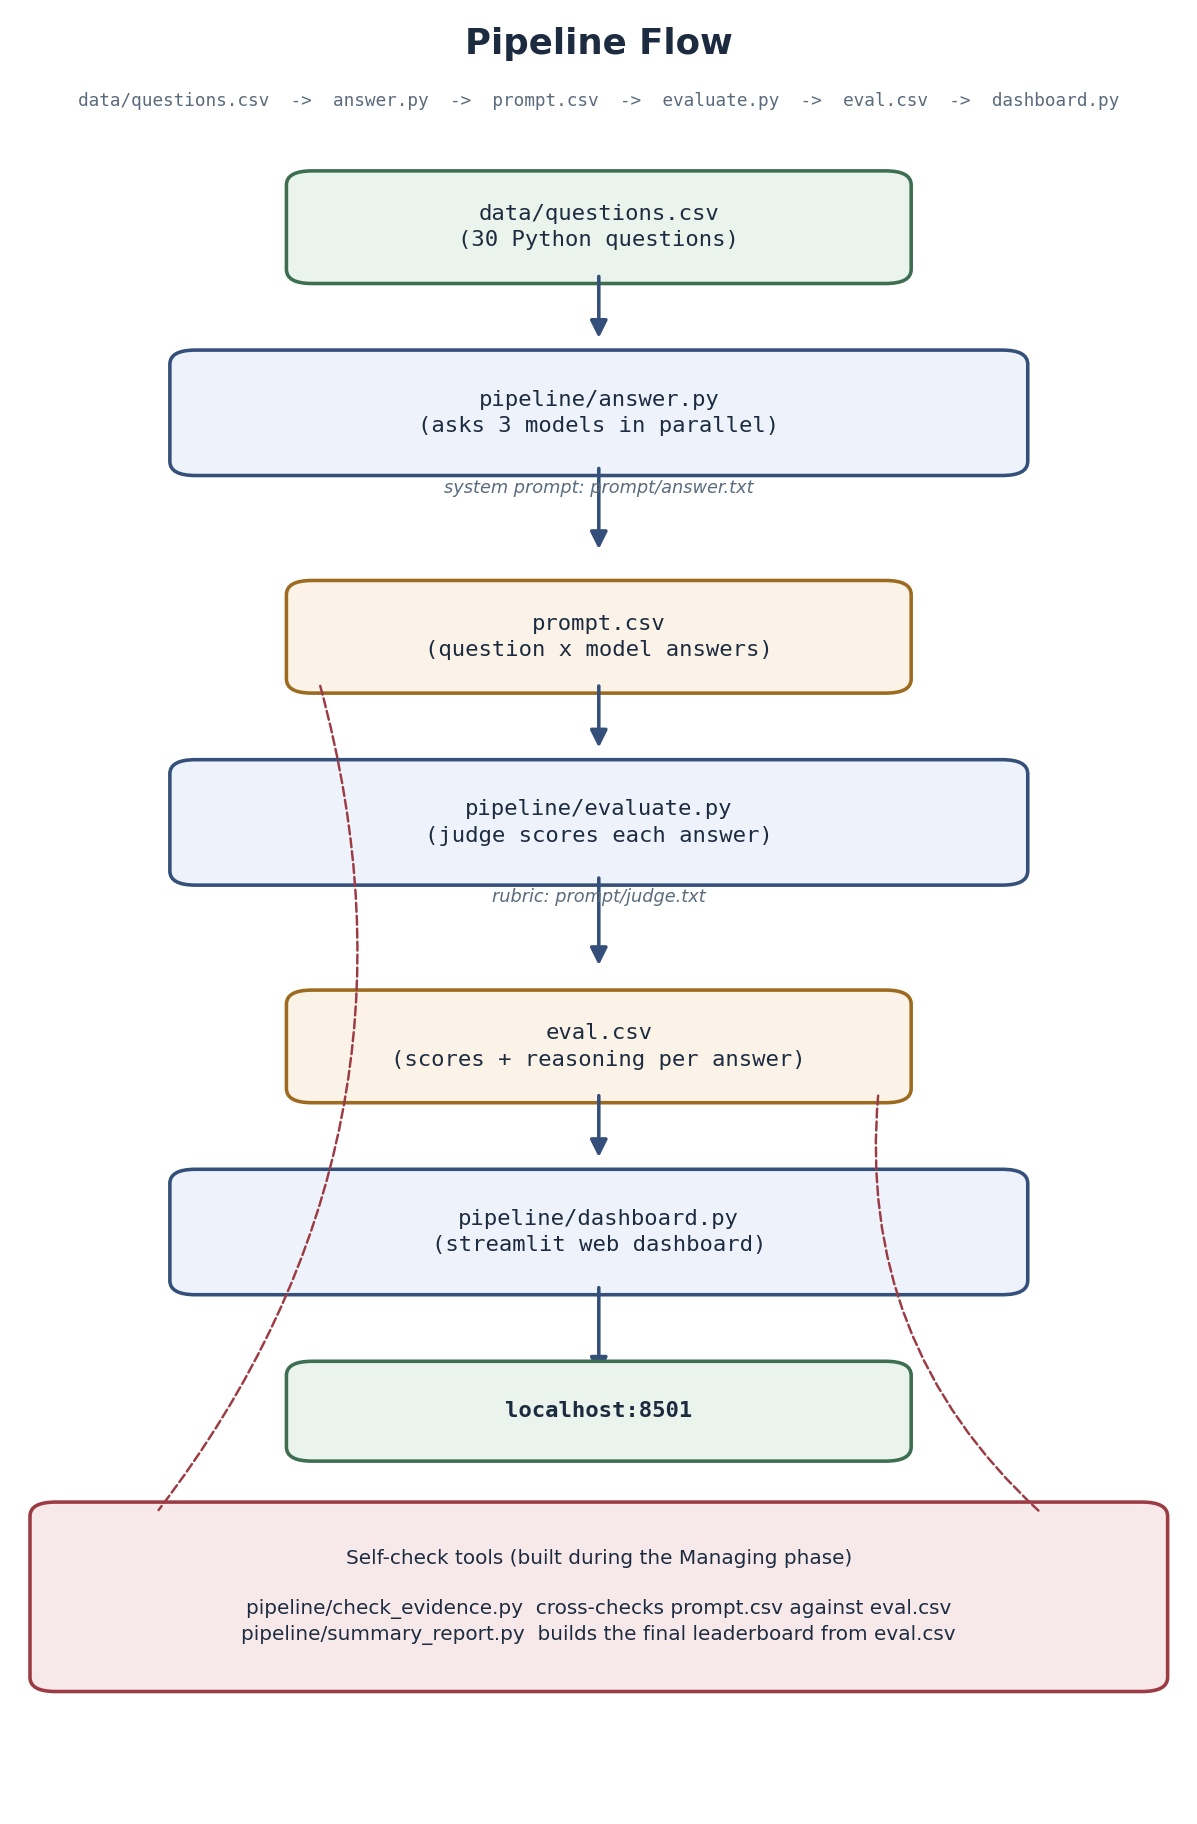 Pipeline Flow
data/questions.csv -> answer.py -> prompt.csv -> evaluate.py -> eval.csv -> dashboard.py
data/questions.csv
(30 Python questions)
pipeline/answer.py
(asks 3 models in parallel)
system prompt: prompt/answer.txt
prompt.csv
(question x model answers)
pipeline/evaluate.py
(judge scores each answer)
rubric: prompt/judge.txt
eval.csv
(scores + reasoning per answer)
pipeline/dashboard.py
(streamlit web dashboard)
localhost:8501
Self-check tools (built during the Managing phase)
pipeline/check_evidence.py cross-checks prompt.csv against eval.csv
pipeline/summary_report.py builds the final leaderboard from eval.csv